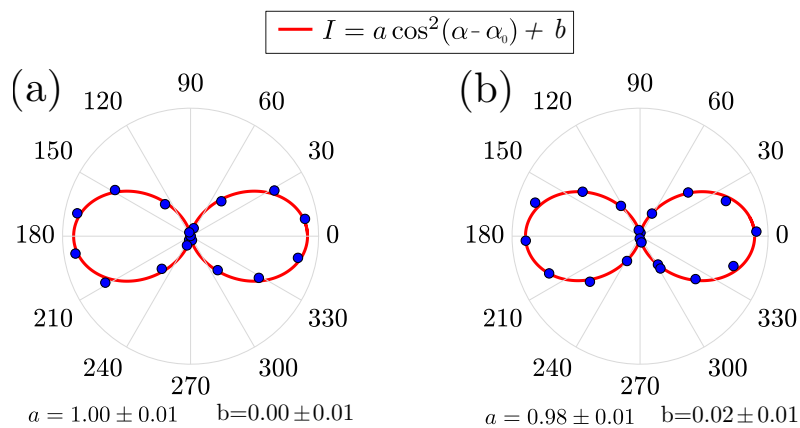 I = a cos²(α - α₀) + b
(a) (b)
90 90
120 60 120 60
150 30 150 30
180 0 180 0
210 330 210 330
240 300 240 300
270 270
a = 1.00 ± 0.01 b=0.00 ± 0.01 a = 0.98 ± 0.01 b=0.02 ± 0.01